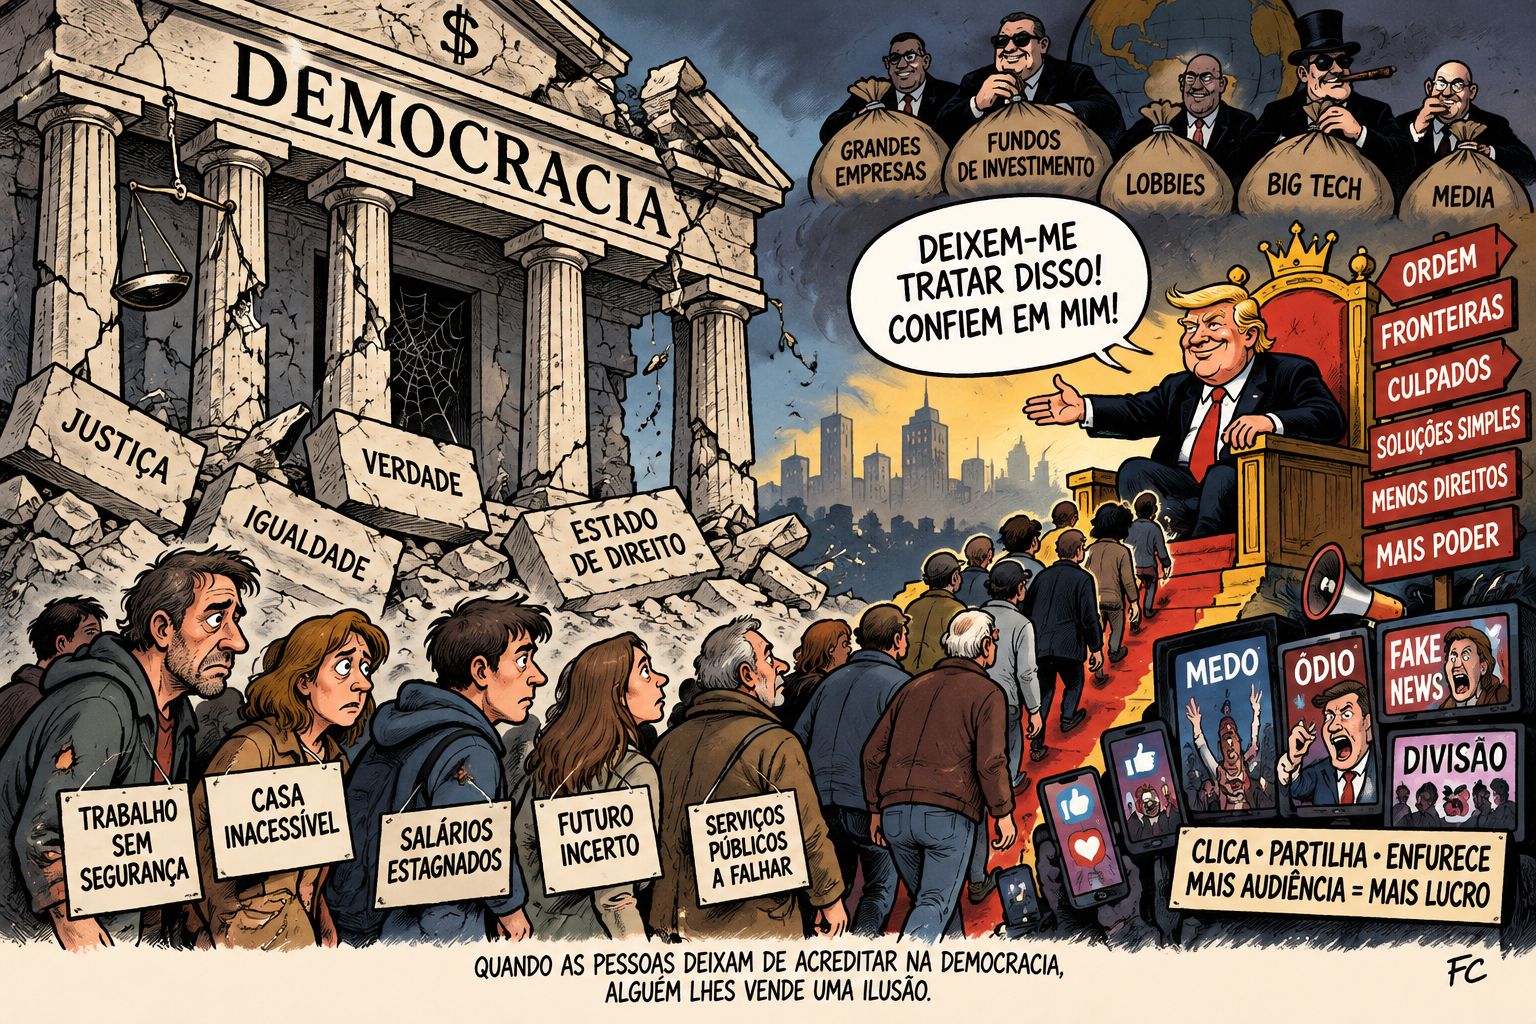 $
DEMOCRACIA
GRANDES
EMPRESAS
FUNDOS
DE INVESTIMENTO
LOBBIES
BIG TECH
MEDIA
DEIXEM-ME
TRATAR DISSO!
CONFIEM EM MIM!
ORDEM
FRONTEIRAS
CULPADOS
SOLUÇÕES SIMPLES
MENOS DIREITOS
MAIS PODER
JUSTIÇA
IGUALDADE
VERDADE
ESTADO
DE DIREITO
TRABALHO
SEM
SEGURANÇA
CASA
INACESSÍVEL
SALÁRIOS
ESTAGNADOS
FUTURO
INCERTO
SERVIÇOS
PÚBLICOS
A FALHAR
MEDO
ÓDIO
FAKE
NEWS
DIVISÃO
CLICA · PARTILHA · ENFURECE
MAIS AUDIÊNCIA = MAIS LUCRO
QUANDO AS PESSOAS DEIXAM DE ACREDITAR NA DEMOCRACIA,
ALGUÉM LHES VENDE UMA ILUSÃO.
FC